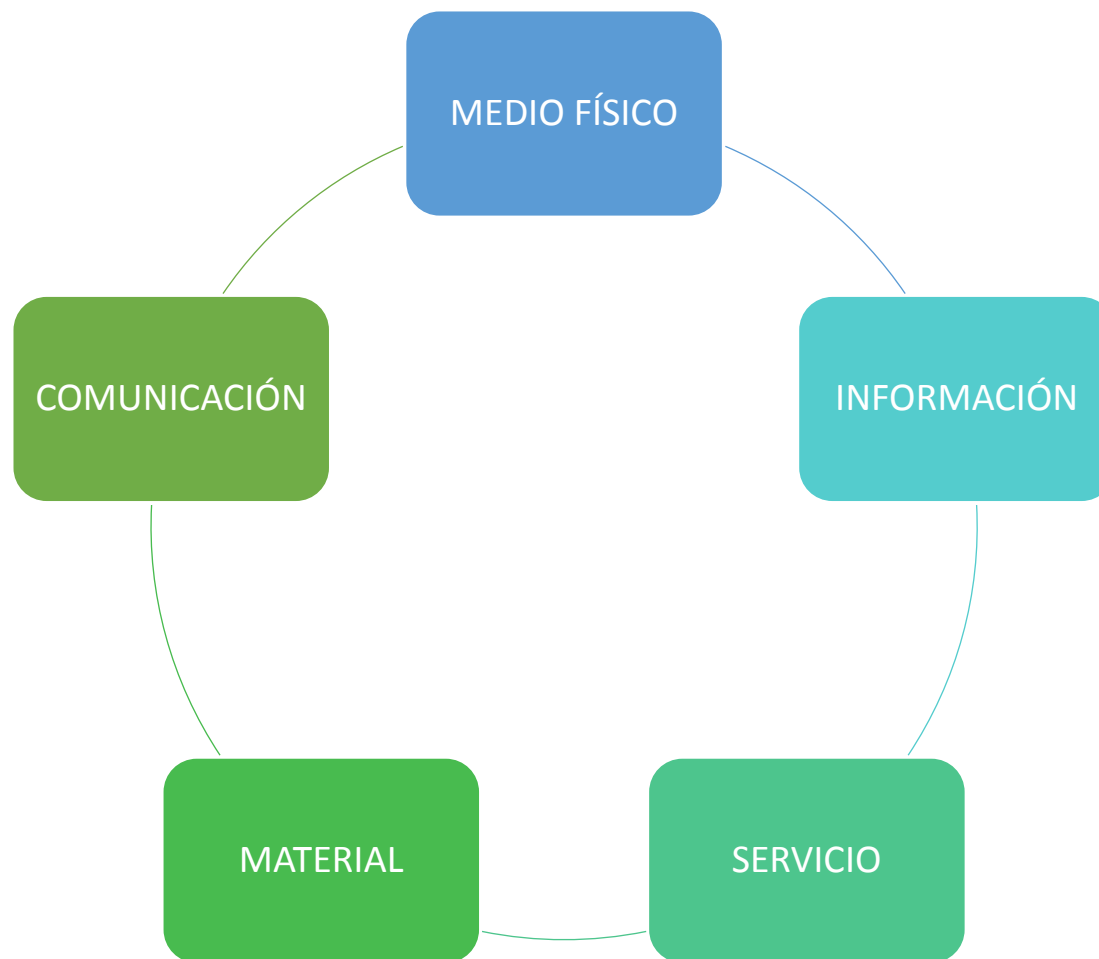 MEDIO FÍSICO
INFORMACIÓN
SERVICIO
MATERIAL
COMUNICACIÓN